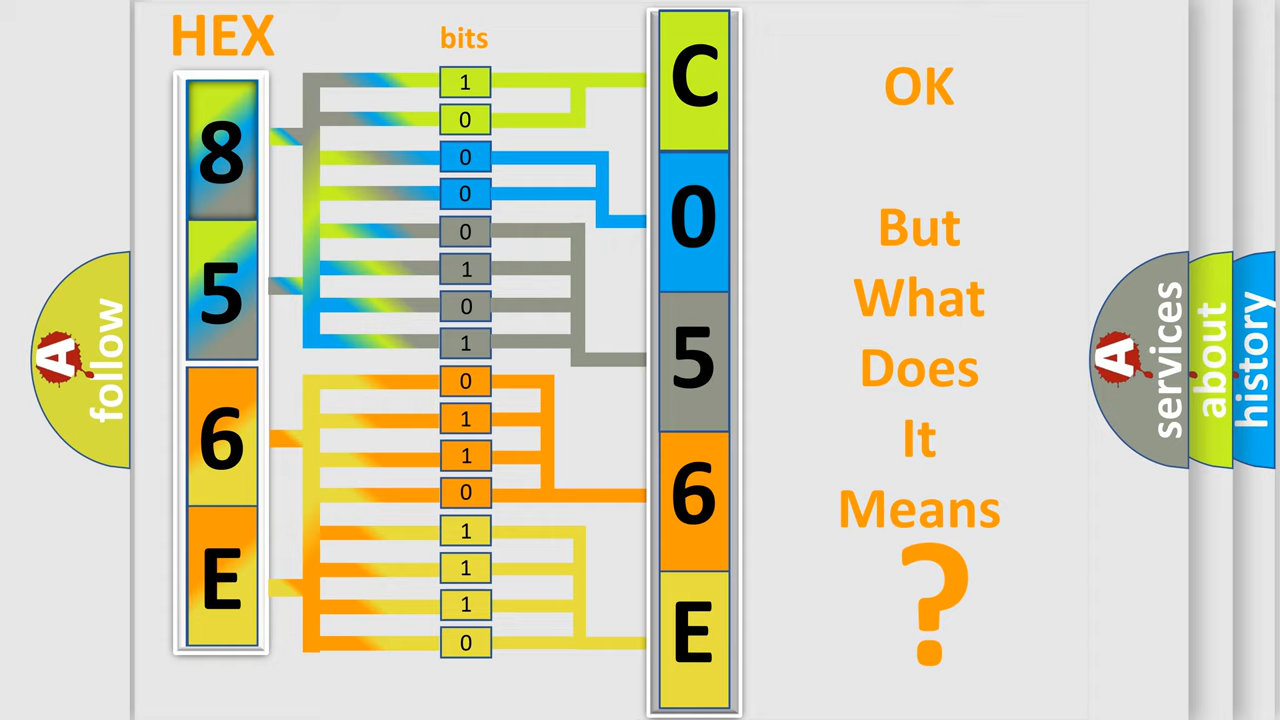 HEX
bits
8
5
6
E
1
0
0
0
0
1
0
1
0
1
1
0
1
1
1
0
C
0
5
6
E
OK
But
What
Does
It
Means
?
A
follow
A
services
about
history